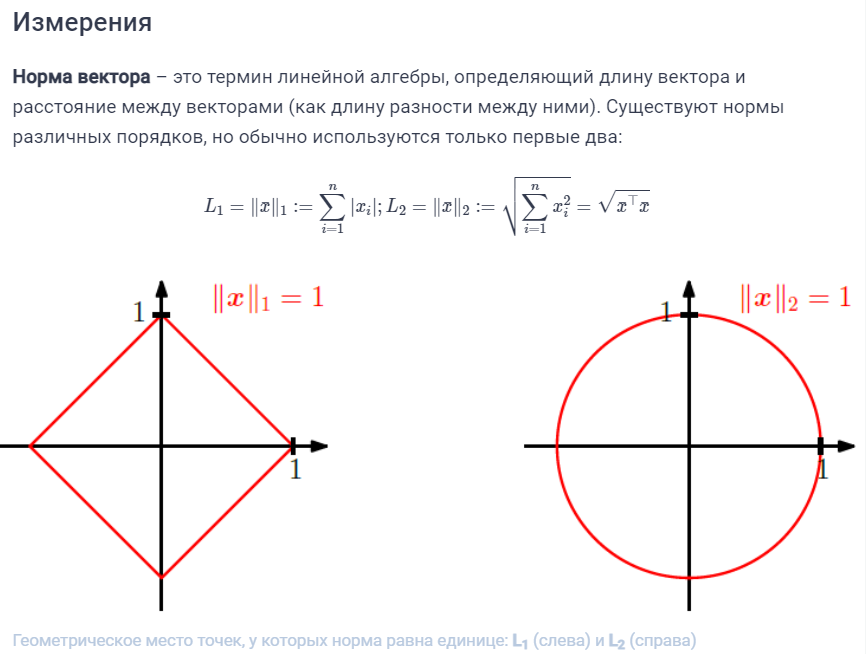 Измерения
Норма вектора – это термин линейной алгебры, определяющий длину вектора и
расстояние между векторами (как длину разности между ними). Существуют нормы
различных порядков, но обычно используются только первые два:
L₁ = ‖x‖₁ := ∑ᵢ₌₁ⁿ |xᵢ|; L₂ = ‖x‖₂ := √(∑ᵢ₌₁ⁿ xᵢ²) = √(x⊤x)
1 ‖x‖₁ = 1 1 ‖x‖₂ = 1
1 1
Геометрическое место точек, у которых норма равна единице: L₁ (слева) и L₂ (справа)